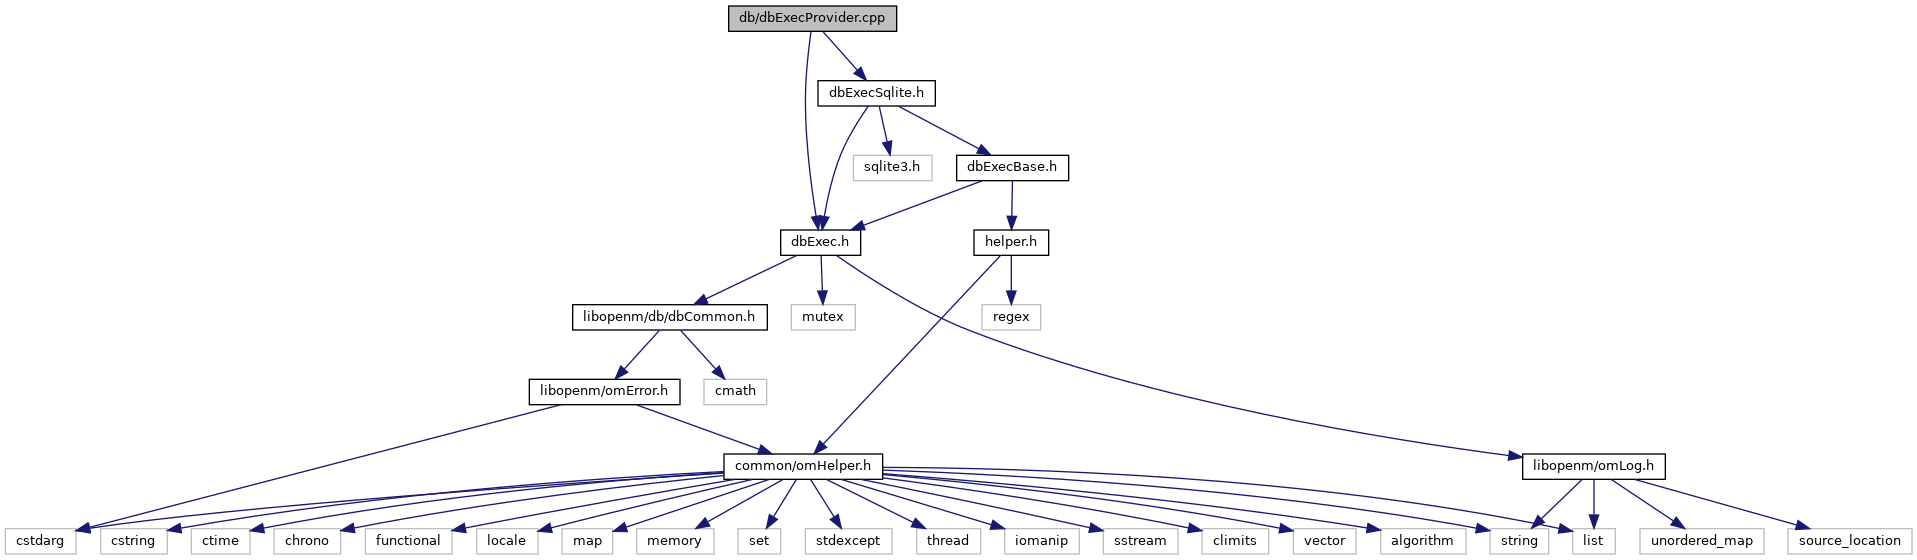 db/dbExecProvider.cpp
dbExecSqlite.h
sqlite3.h
dbExecBase.h
dbExec.h
helper.h
libopenm/db/dbCommon.h
mutex
regex
libopenm/omError.h
cmath
common/omHelper.h
libopenm/omLog.h
cstdarg
cstring
ctime
chrono
functional
locale
map
memory
set
stdexcept
thread
iomanip
sstream
climits
vector
algorithm
string
list
unordered_map
source_location